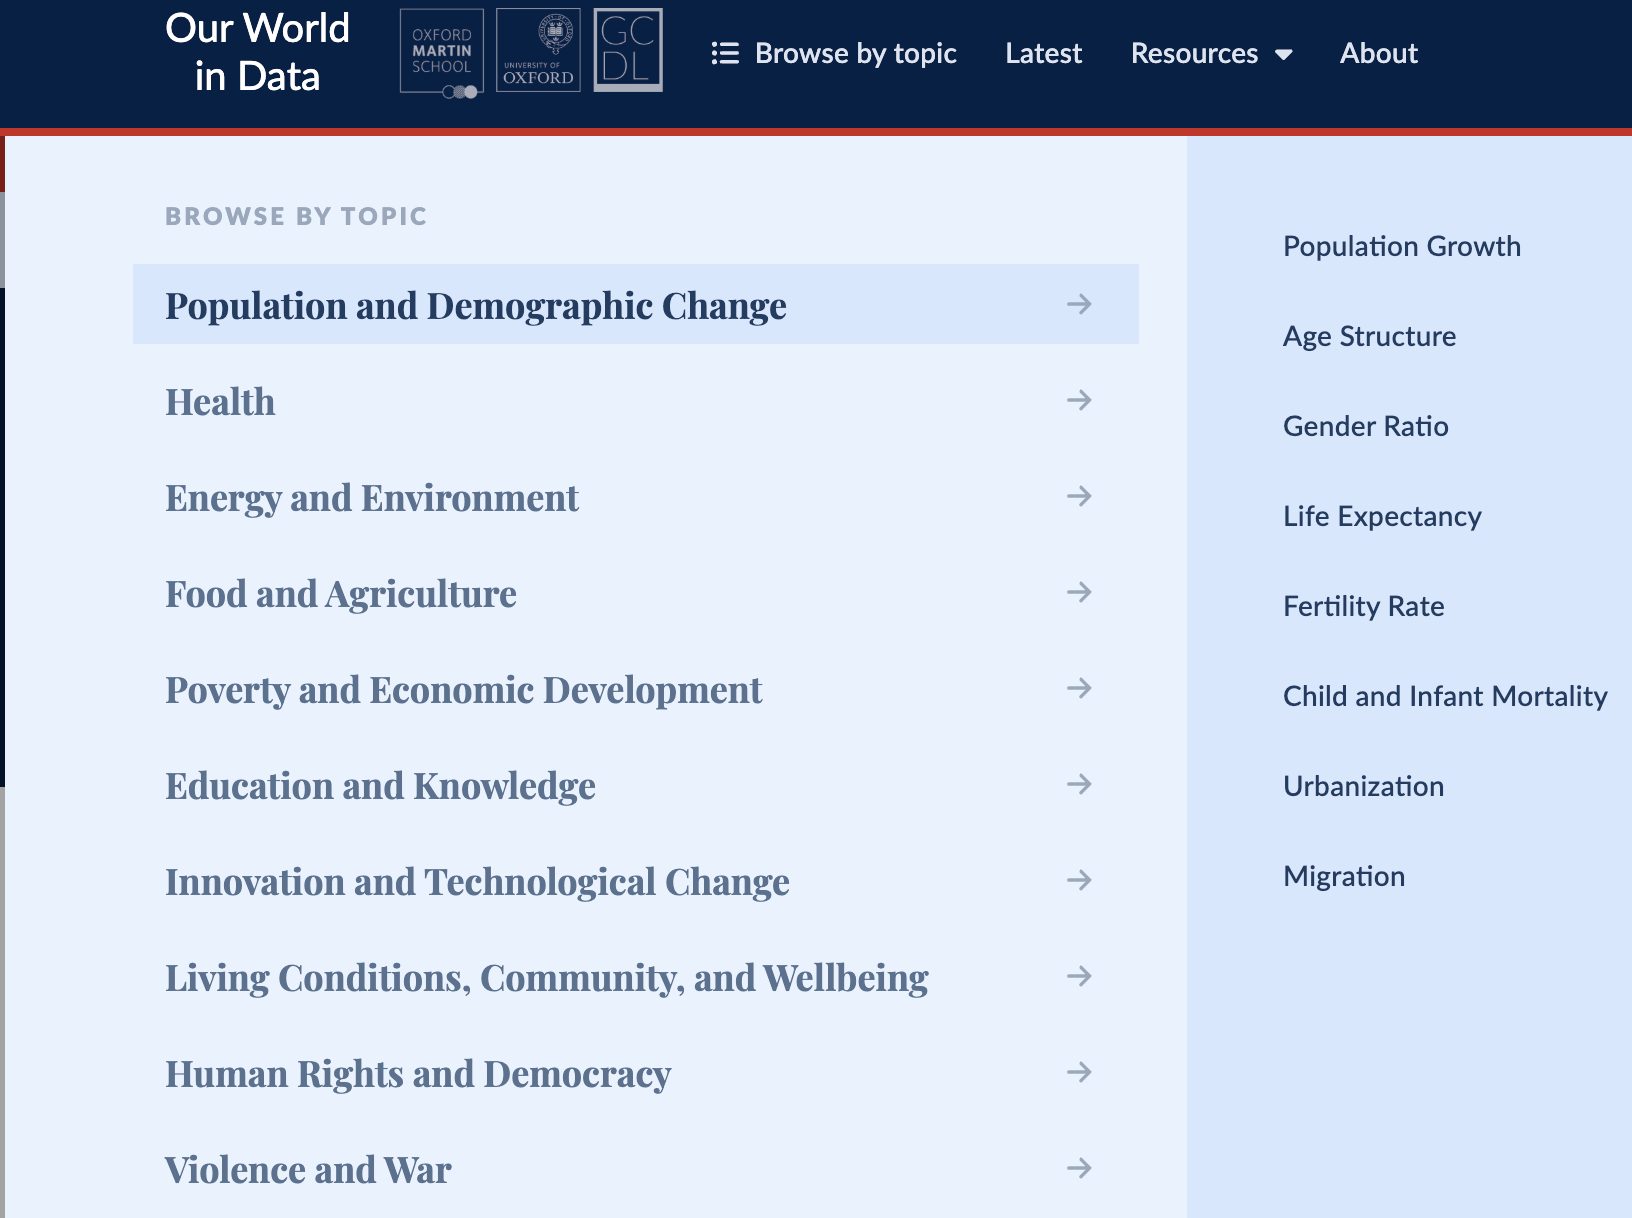 Our World
in Data
OXFORD
MARTIN
SCHOOL
UNIVERSITY OF
OXFORD
GC
DL
Browse by topic
Latest
Resources
About
BROWSE BY TOPIC
Population and Demographic Change
Health
Energy and Environment
Food and Agriculture
Poverty and Economic Development
Education and Knowledge
Innovation and Technological Change
Living Conditions, Community, and Wellbeing
Human Rights and Democracy
Violence and War
Population Growth
Age Structure
Gender Ratio
Life Expectancy
Fertility Rate
Child and Infant Mortality
Urbanization
Migration